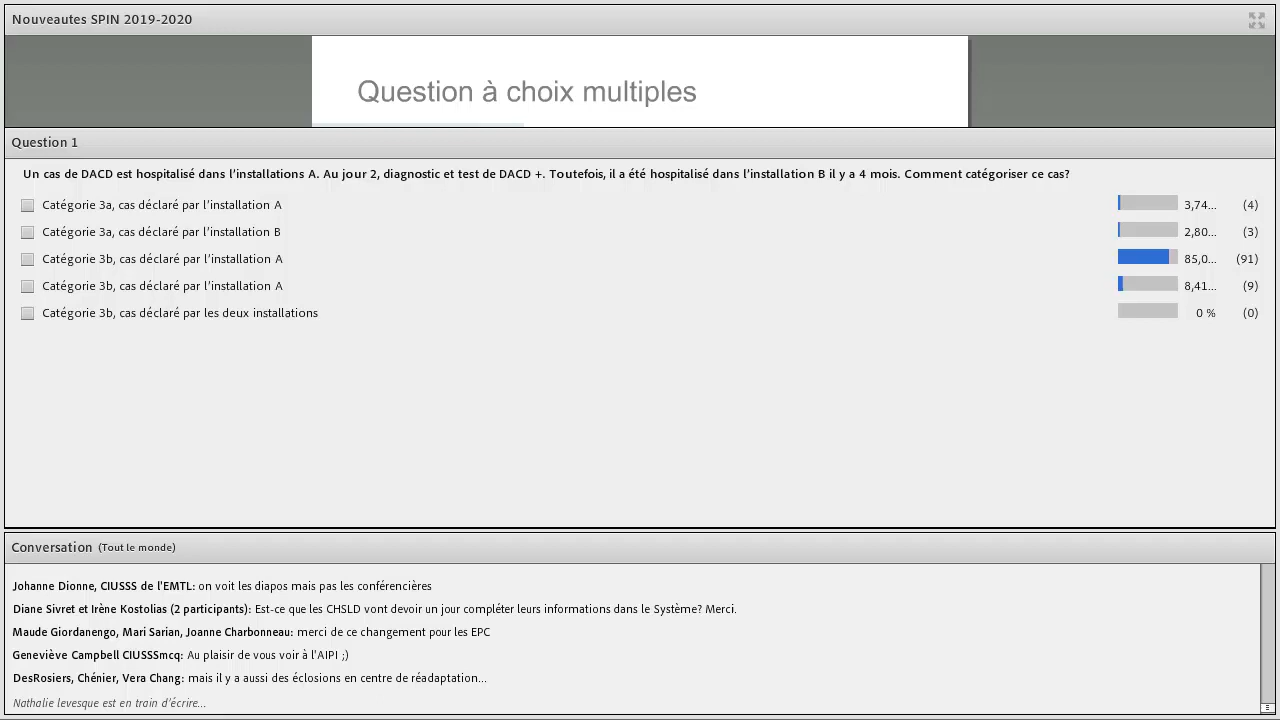 Nouveautes SPIN 2019-2020
Question à choix multiples
Question 1
Un cas de DACD est hospitalisé dans l'installations A. Au jour 2, diagnostic et test de DACD +. Toutefois, il a été hospitalisé dans l'installation B il y a 4 mois. Comment catégoriser ce cas?
Catégorie 3a, cas déclaré par l'installation A 3,74... (4)
Catégorie 3a, cas déclaré par l'installation B 2,80... (3)
Catégorie 3b, cas déclaré par l'installation A 85,0... (91)
Catégorie 3b, cas déclaré par l'installation A 8,41... (9)
Catégorie 3b, cas déclaré par les deux installations 0 % (0)
Conversation (Tout le monde)
Johanne Dionne, CIUSSS de l'EMTL: on voit les diapos mais pas les conférencières
Diane Sivret et Irène Kostolias (2 participants): Est-ce que les CHSLD vont devoir un jour compléter leurs informations dans le Système? Merci.
Maude Giordanengo, Mari Sarian, Joanne Charbonneau: merci de ce changement pour les EPC
Geneviève Campbell CIUSSSmcq: Au plaisir de vous voir à l'AIPI ;)
DesRosiers, Chénier, Vera Chang: mais il y a aussi des éclosions en centre de réadaptation...
Nathalie levesque est en train d'écrire...